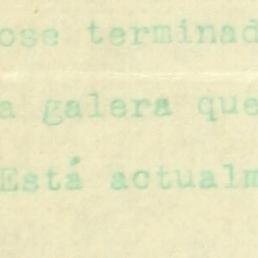 ose terminad
a galera que
Está actualm